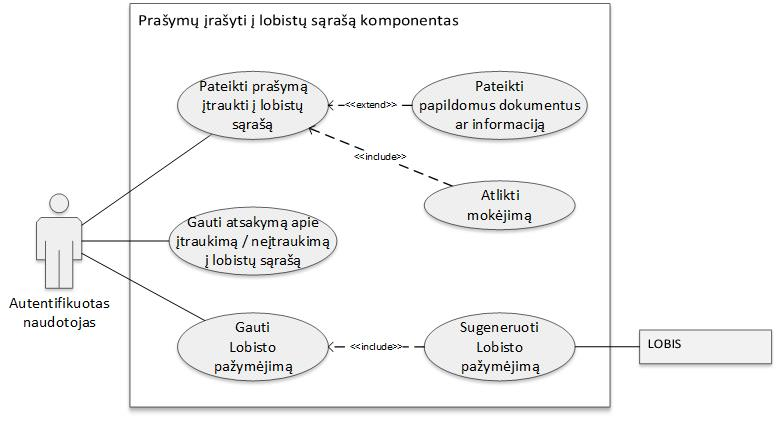 Prašymų įrašyti į lobistų sąrašą komponentas
Pateikti prašymą
įtraukti į lobistų
sąrašą
<<extend>>
Pateikti
papildomus dokumentus
ar informaciją
<<include>>
Atlikti
mokėjimą
Gauti atsakymą apie
įtraukimą / neįtraukimą
į lobistų sąrašą
Autentifikuotas
naudotojas
Gauti
Lobisto
pažymėjimą
<<include>>
Sugeneruoti
Lobisto
pažymėjimą
LOBIS